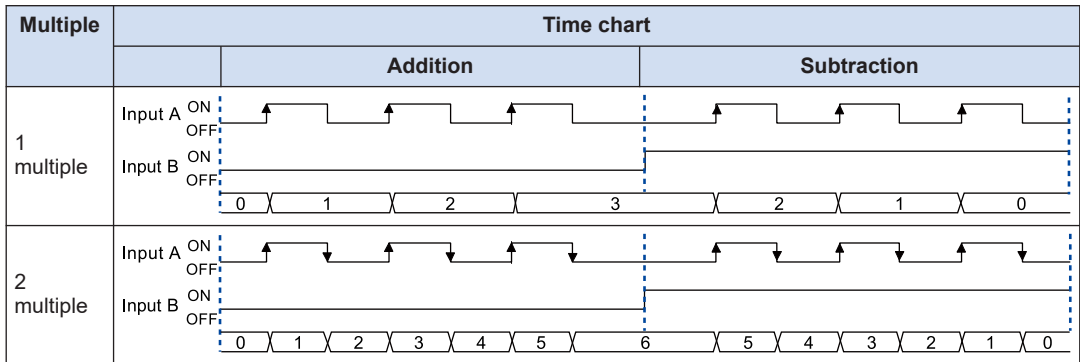 Multiple Time chart
Addition Subtraction
1 multiple
Input A ON
OFF
Input B ON
OFF
0 1 2 3 2 1 0
2 multiple
Input A ON
OFF
Input B ON
OFF
0 1 2 3 4 5 6 5 4 3 2 1 0